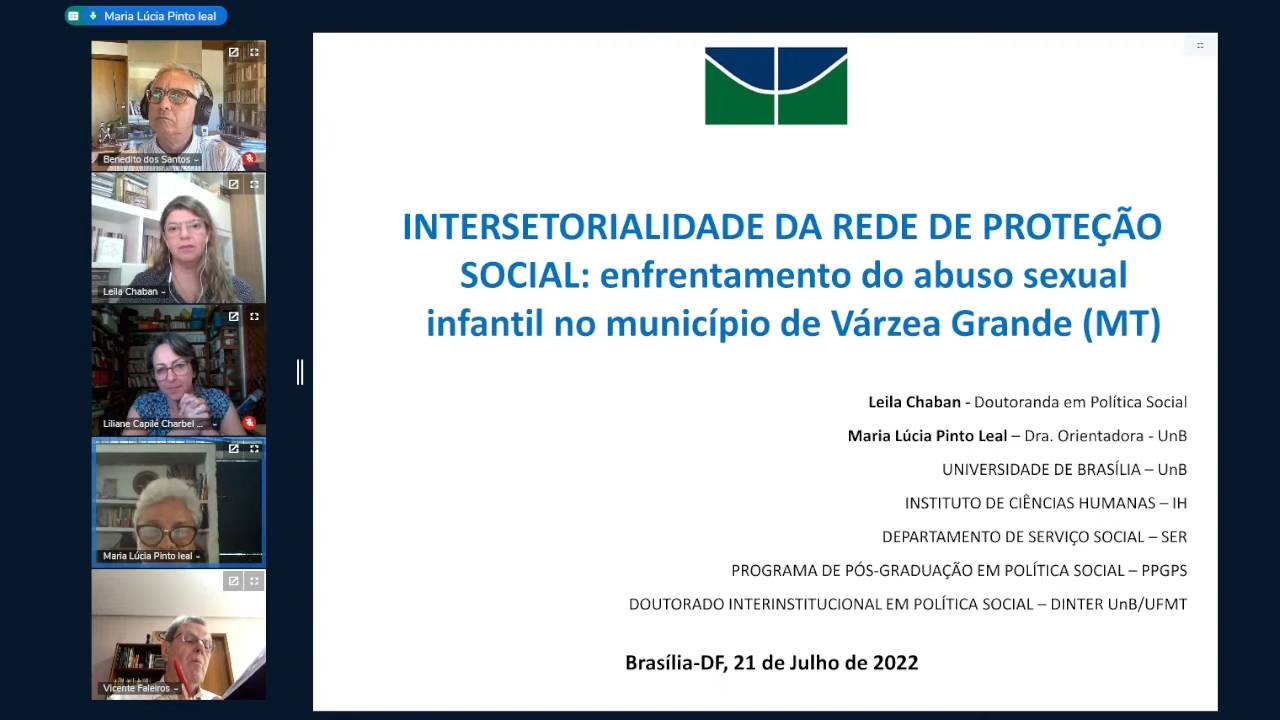 Maria Lúcia Pinto leal
Benedito dos Santos
Leila Chaban
Liliane Capilé Charbel ...
Maria Lúcia Pinto leal
Vicente Faleiros
INTERSETORIALIDADE DA REDE DE PROTEÇÃO
SOCIAL: enfrentamento do abuso sexual
infantil no município de Várzea Grande (MT)
Leila Chaban - Doutoranda em Política Social
Maria Lúcia Pinto Leal – Dra. Orientadora - UnB
UNIVERSIDADE DE BRASÍLIA – UnB
INSTITUTO DE CIÊNCIAS HUMANAS – IH
DEPARTAMENTO DE SERVIÇO SOCIAL – SER
PROGRAMA DE PÓS-GRADUAÇÃO EM POLÍTICA SOCIAL – PPGPS
DOUTORADO INTERINSTITUCIONAL EM POLÍTICA SOCIAL – DINTER UnB/UFMT
Brasília-DF, 21 de Julho de 2022